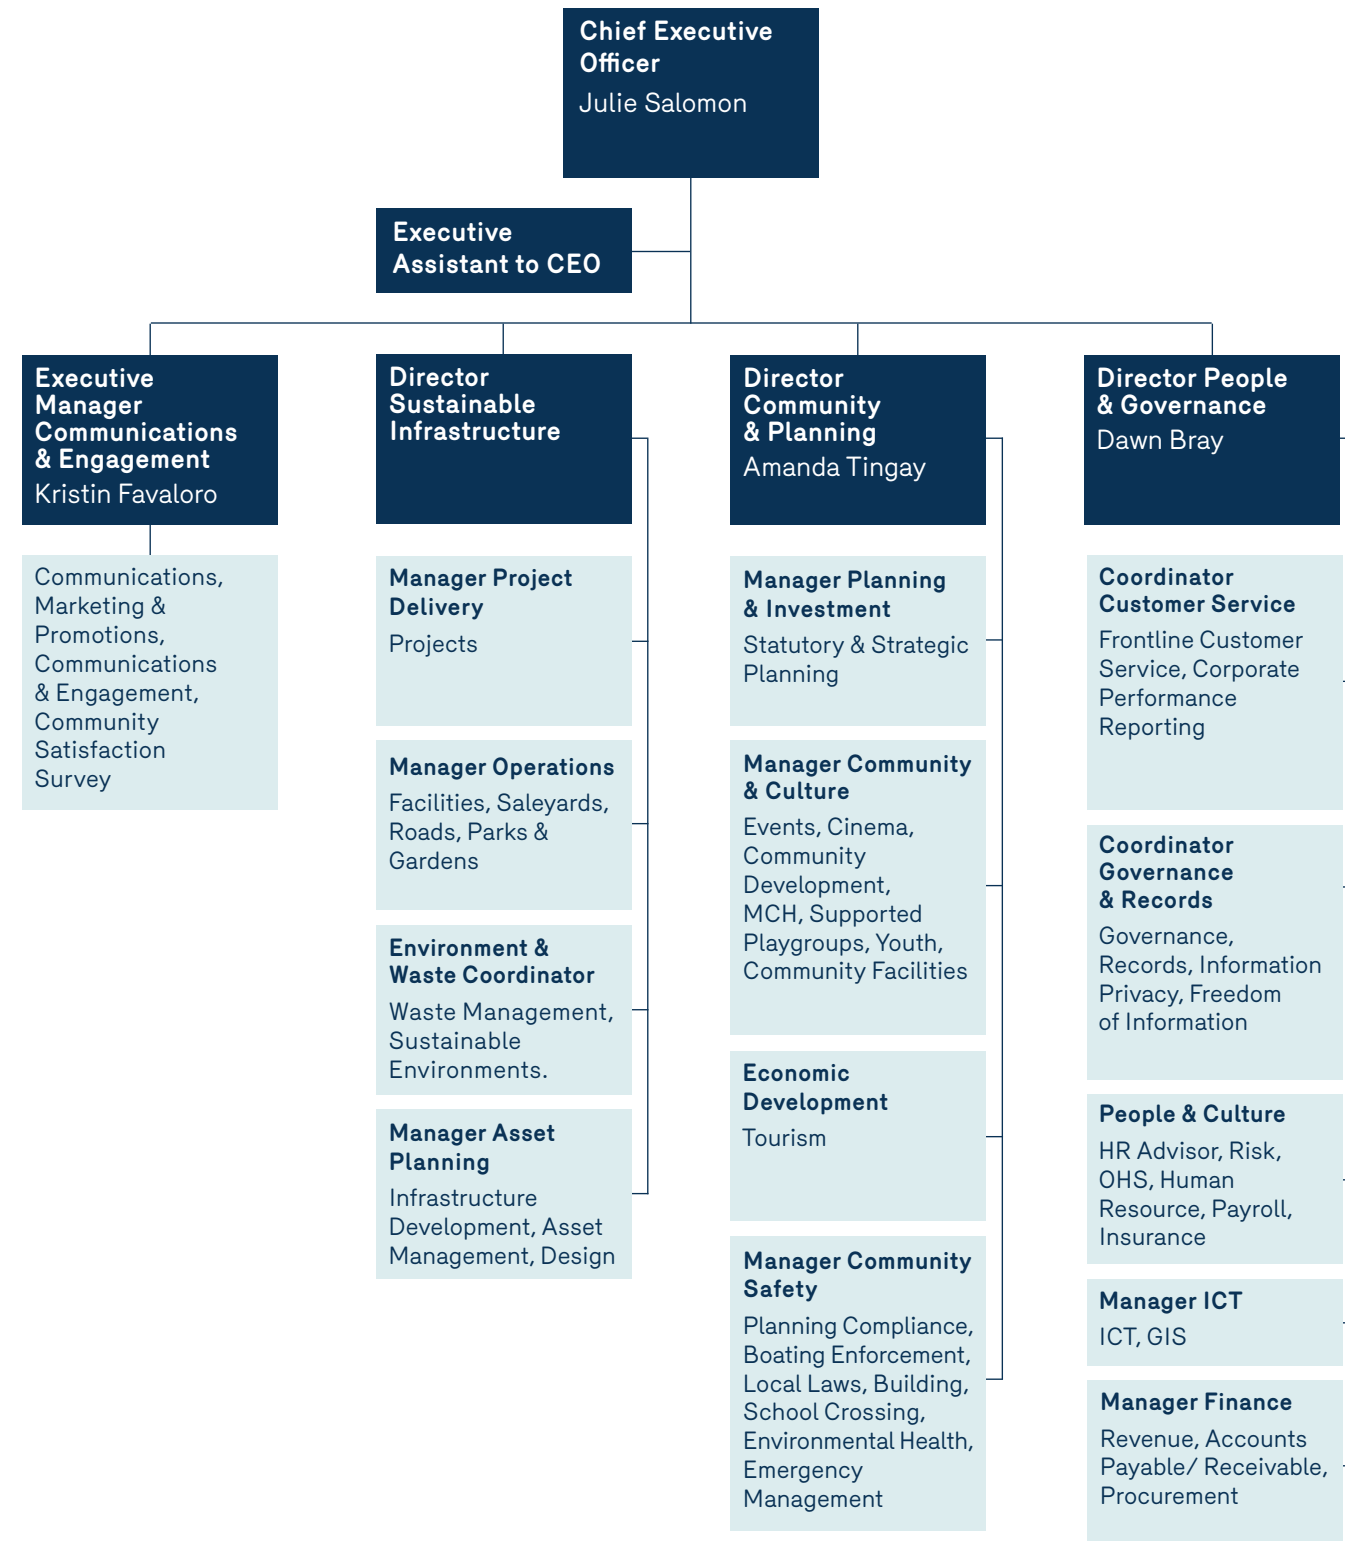 Chief Executive
Officer
Julie Salomon
Executive
Assistant to CEO
Executive
Manager
Communications
& Engagement
Kristin Favaloro
Communications,
Marketing &
Promotions,
Communications
& Engagement,
Community
Satisfaction
Survey
Director
Sustainable
Infrastructure
Manager Project
Delivery
Projects
Manager Operations
Facilities, Saleyards,
Roads, Parks &
Gardens
Environment &
Waste Coordinator
Waste Management,
Sustainable
Environments.
Manager Asset
Planning
Infrastructure
Development, Asset
Management, Design
Director
Community
& Planning
Amanda Tingay
Manager Planning
& Investment
Statutory & Strategic
Planning
Manager Community
& Culture
Events, Cinema,
Community
Development,
MCH, Supported
Playgroups, Youth,
Community Facilities
Economic
Development
Tourism
Manager Community
Safety
Planning Compliance,
Boating Enforcement,
Local Laws, Building,
School Crossing,
Environmental Health,
Emergency
Management
Director People
& Governance
Dawn Bray
Coordinator
Customer Service
Frontline Customer
Service, Corporate
Performance
Reporting
Coordinator
Governance
& Records
Governance,
Records, Information
Privacy, Freedom
of Information
People & Culture
HR Advisor, Risk,
OHS, Human
Resource, Payroll,
Insurance
Manager ICT
ICT, GIS
Manager Finance
Revenue, Accounts
Payable/ Receivable,
Procurement